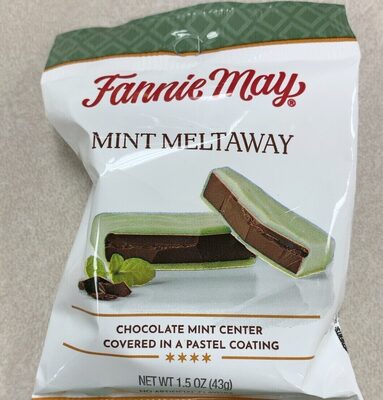 Fannie May®
MINT MELTAWAY
CHOCOLATE MINT CENTER
COVERED IN A PASTEL COATING
NET WT 1.5 OZ (43g)